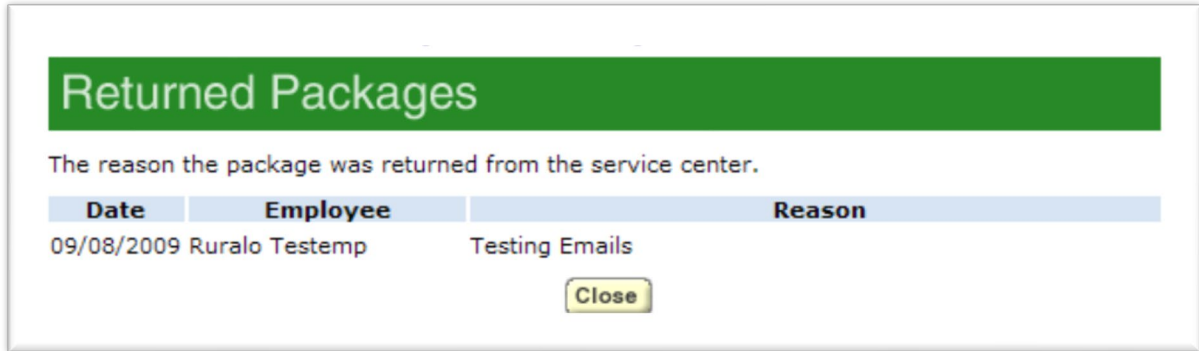 Returned Packages
The reason the package was returned from the service center.
Date Employee Reason
09/08/2009 Ruralo Testemp Testing Emails
Close